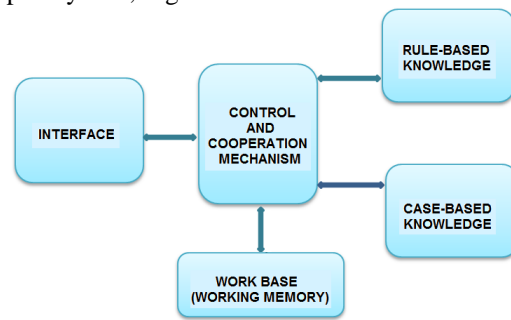 RULE-BASED
KNOWLEDGE
INTERFACE
CONTROL
AND
COOPERATION
MECHANISM
CASE-BASED
KNOWLEDGE
WORK BASE
(WORKING MEMORY)